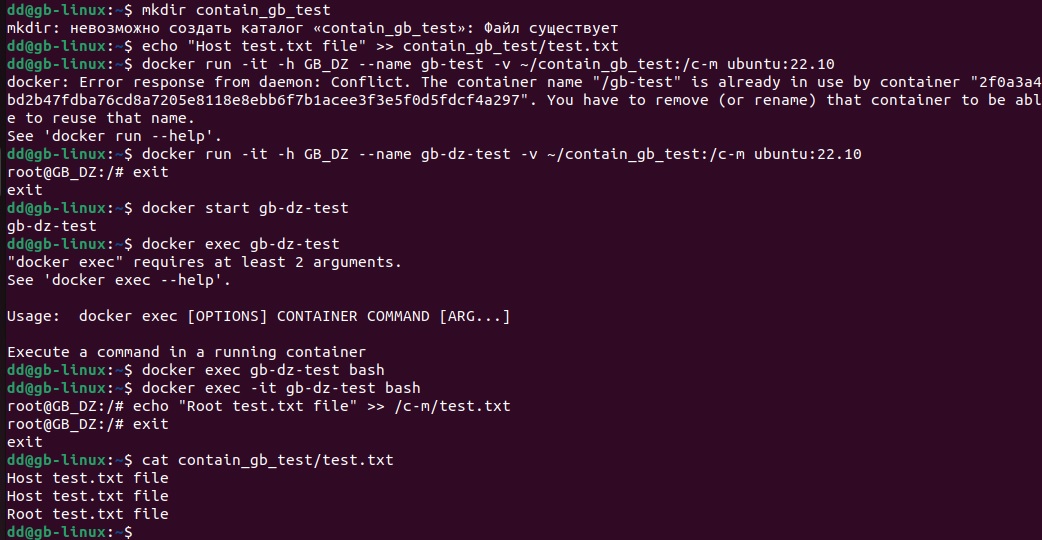 dd@gb-linux:~$ mkdir contain_gb_test
mkdir: невозможно создать каталог «contain_gb_test»: Файл существует
dd@gb-linux:~$ echo "Host test.txt file" >> contain_gb_test/test.txt
dd@gb-linux:~$ docker run -it -h GB_DZ --name gb-test -v ~/contain_gb_test:/c-m ubuntu:22.10
docker: Error response from daemon: Conflict. The container name "/gb-test" is already in use by container "2f0a3a4
bd2b47fdba76cd8a7205e8118e8ebb6f7b1acee3f3e5f0d5fdcf4a297". You have to remove (or rename) that container to be abl
e to reuse that name.
See 'docker run --help'.
dd@gb-linux:~$ docker run -it -h GB_DZ --name gb-dz-test -v ~/contain_gb_test:/c-m ubuntu:22.10
root@GB_DZ:/# exit
exit
dd@gb-linux:~$ docker start gb-dz-test
gb-dz-test
dd@gb-linux:~$ docker exec gb-dz-test
"docker exec" requires at least 2 arguments.
See 'docker exec --help'.
Usage:  docker exec [OPTIONS] CONTAINER COMMAND [ARG...]
Execute a command in a running container
dd@gb-linux:~$ docker exec gb-dz-test bash
dd@gb-linux:~$ docker exec -it gb-dz-test bash
root@GB_DZ:/# echo "Root test.txt file" >> /c-m/test.txt
root@GB_DZ:/# exit
exit
dd@gb-linux:~$ cat contain_gb_test/test.txt
Host test.txt file
Host test.txt file
Root test.txt file
dd@gb-linux:~$